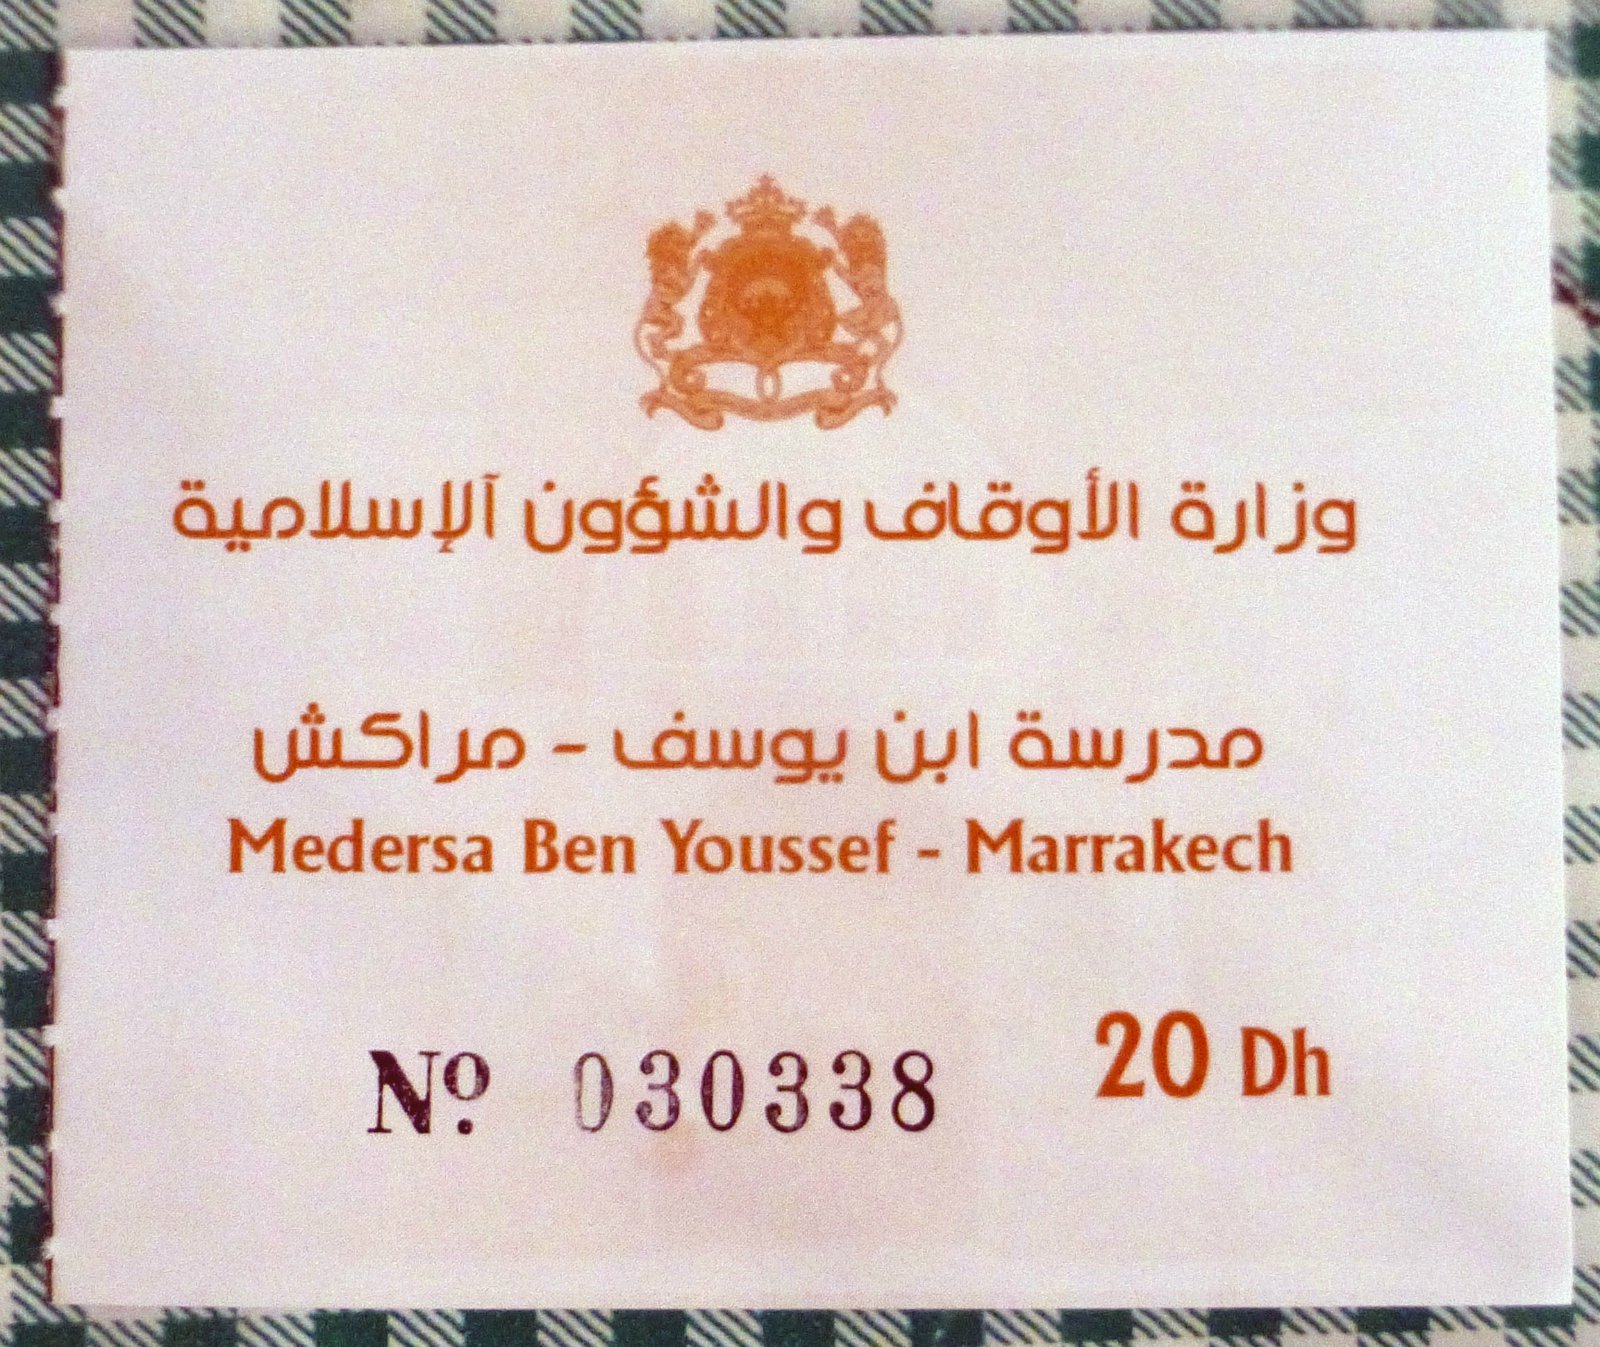 وزارة الأوقاف والشؤون آلإسلامية
مدرسة ابن يوسف - مراكش
Medersa Ben Youssef - Marrakech
Nº. 030338 20 Dh